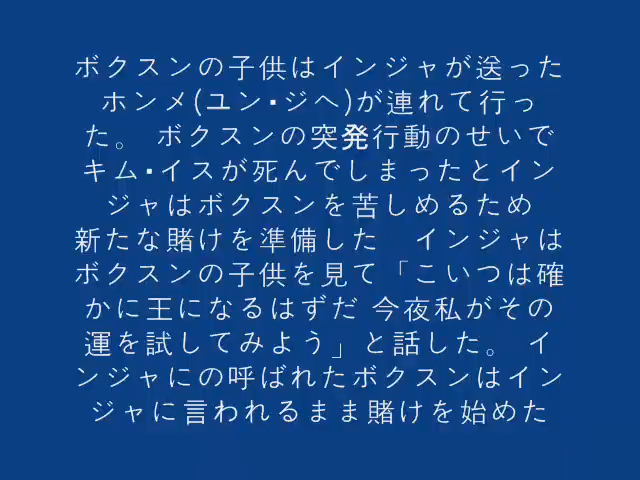 ボクスンの子供はインジャが送った
ホンメ(ユン・ジヘ)が連れて行っ
た。 ボクスンの突発行動のせいで
キム・イスが死んでしまったとイン
ジャはボクスンを苦しめるため
新たな賭けを準備した　インジャは
ボクスンの子供を見て「こいつは確
かに王になるはずだ 今夜私がその
運を試してみよう」と話した。 イ
ンジャにの呼ばれたボクスンはイン
ジャに言われるまま賭けを始めた